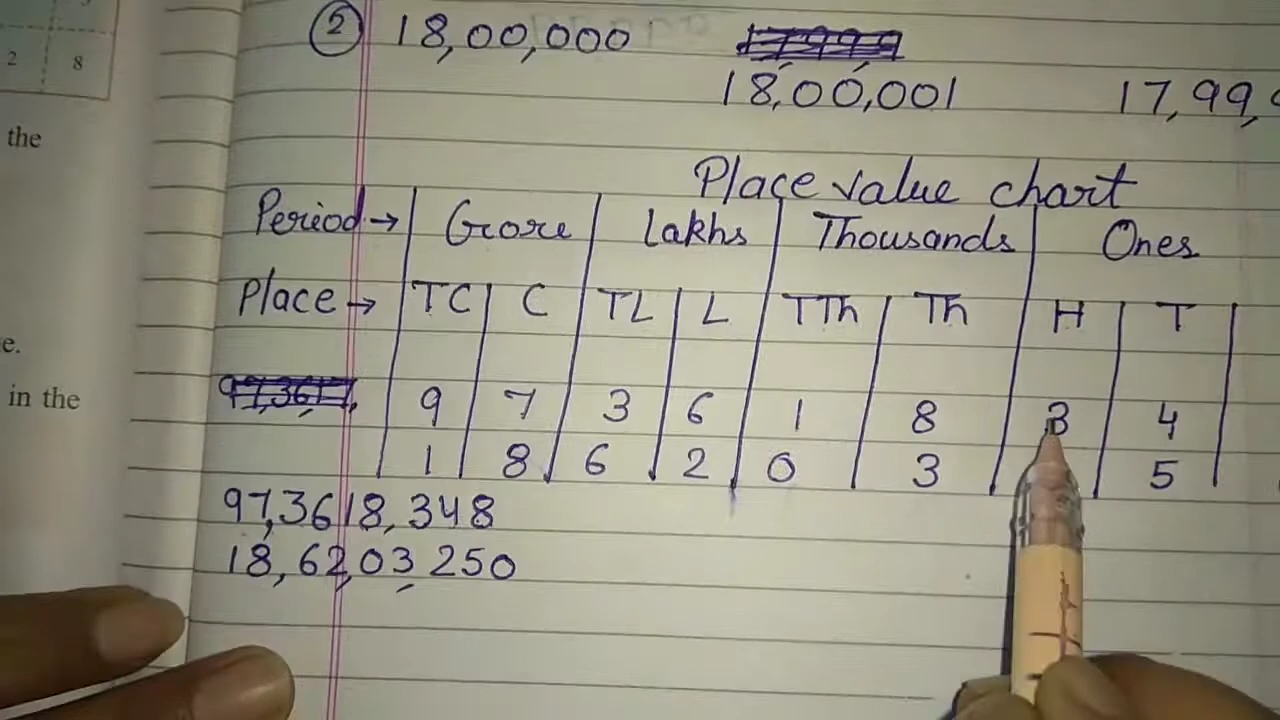 2 8
the
e.
in the
② 18,00,000
18,00,001 17,99,
Place value chart
Period→ Crore Lakhs Thousands Ones
Place→ TC C TL L TTh Th H T
9 7 3 6 1 8 3 4
1 8 6 2 0 3 5
97,3618,348
18,62,03,250